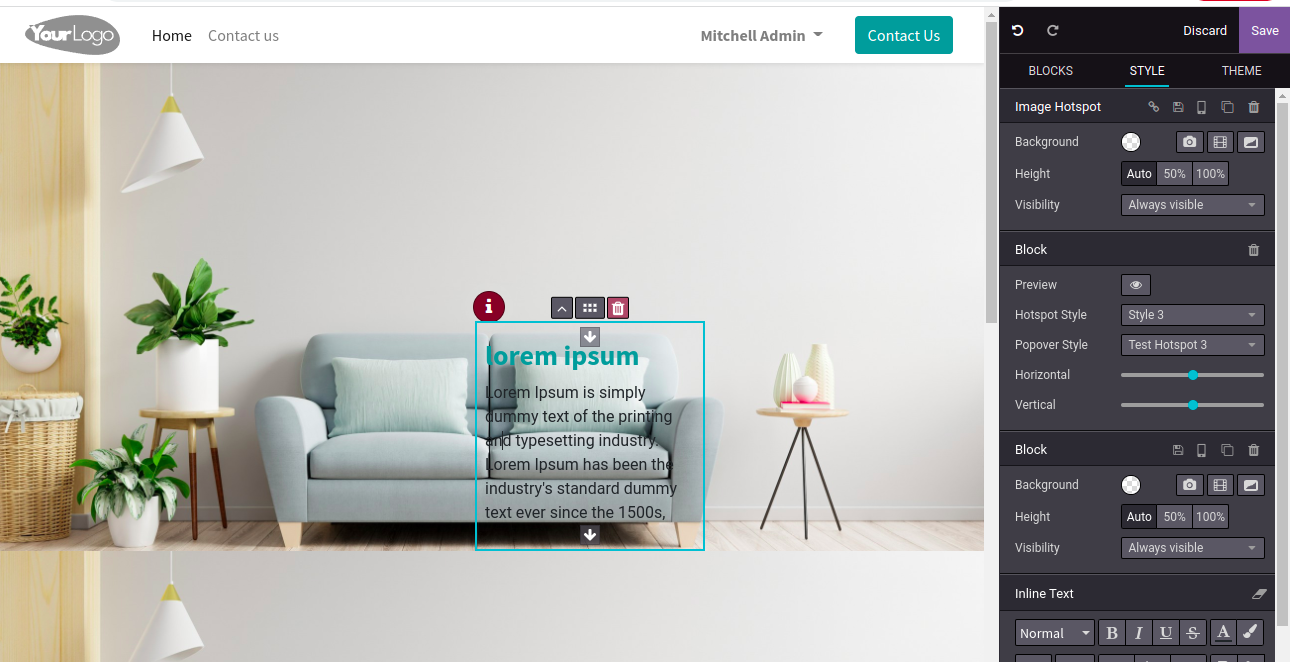 YourLogo
Home
Contact us
Mitchell Admin
Contact Us
Discard
Save
BLOCKS
STYLE
THEME
Image Hotspot
Background
Height
Auto
50%
100%
Visibility
Always visible
Block
Preview
Hotspot Style
Style 3
Popover Style
Test Hotspot 3
Horizontal
Vertical
Block
Background
Height
Auto
50%
100%
Visibility
Always visible
Inline Text
Normal
B
I
U
S
A
i
lorem ipsum
Lorem Ipsum is simply
dummy text of the printing
and typesetting industry.
Lorem Ipsum has been the
industry's standard dummy
text ever since the 1500s,